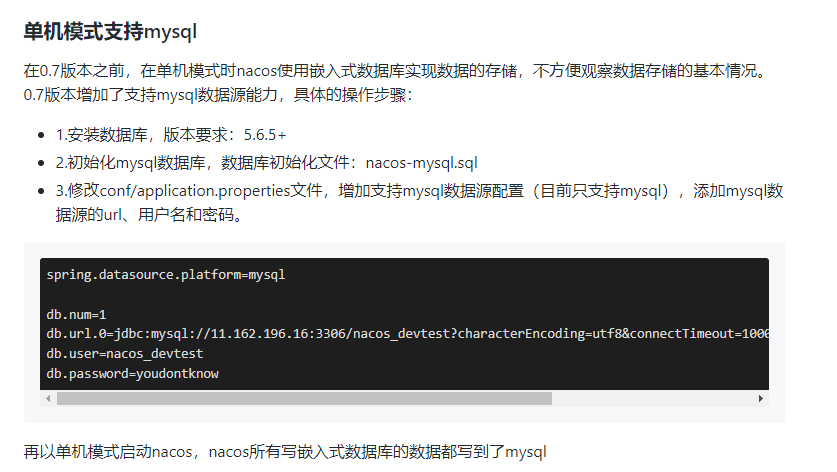 单机模式支持mysql
在0.7版本之前，在单机模式时nacos使用嵌入式数据库实现数据的存储，不方便观察数据存储的基本情况。
0.7版本增加了支持mysql数据源能力，具体的操作步骤：
1.安装数据库，版本要求：5.6.5+
2.初始化mysql数据库，数据库初始化文件：nacos-mysql.sql
3.修改conf/application.properties文件，增加支持mysql数据源配置（目前只支持mysql），添加mysql数
据源的url、用户名和密码。
spring.datasource.platform=mysql
db.num=1
db.url.0=jdbc:mysql://11.162.196.16:3306/nacos_devtest?characterEncoding=utf8&connectTimeout=1000
db.user=nacos_devtest
db.password=youdontknow
再以单机模式启动nacos，nacos所有写嵌入式数据库的数据都写到了mysql